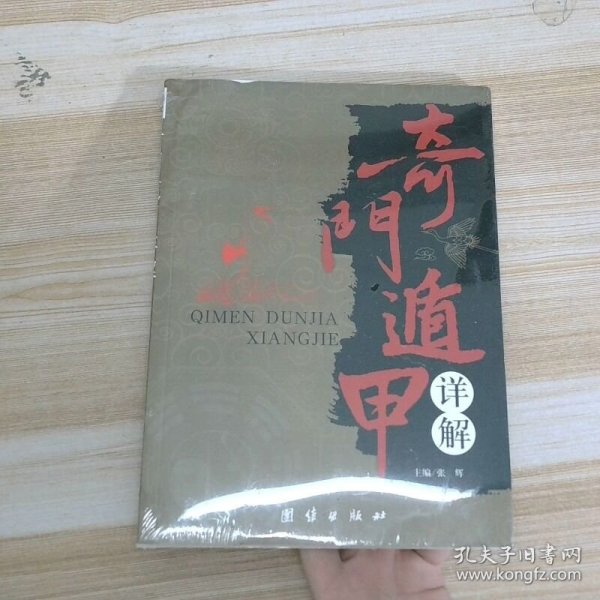 奇門遁甲
详解
QIMEN DUNJIA
XIANGJIE
主编/张 辉
团结出版社
孔夫子旧书网
www.kongfz.com